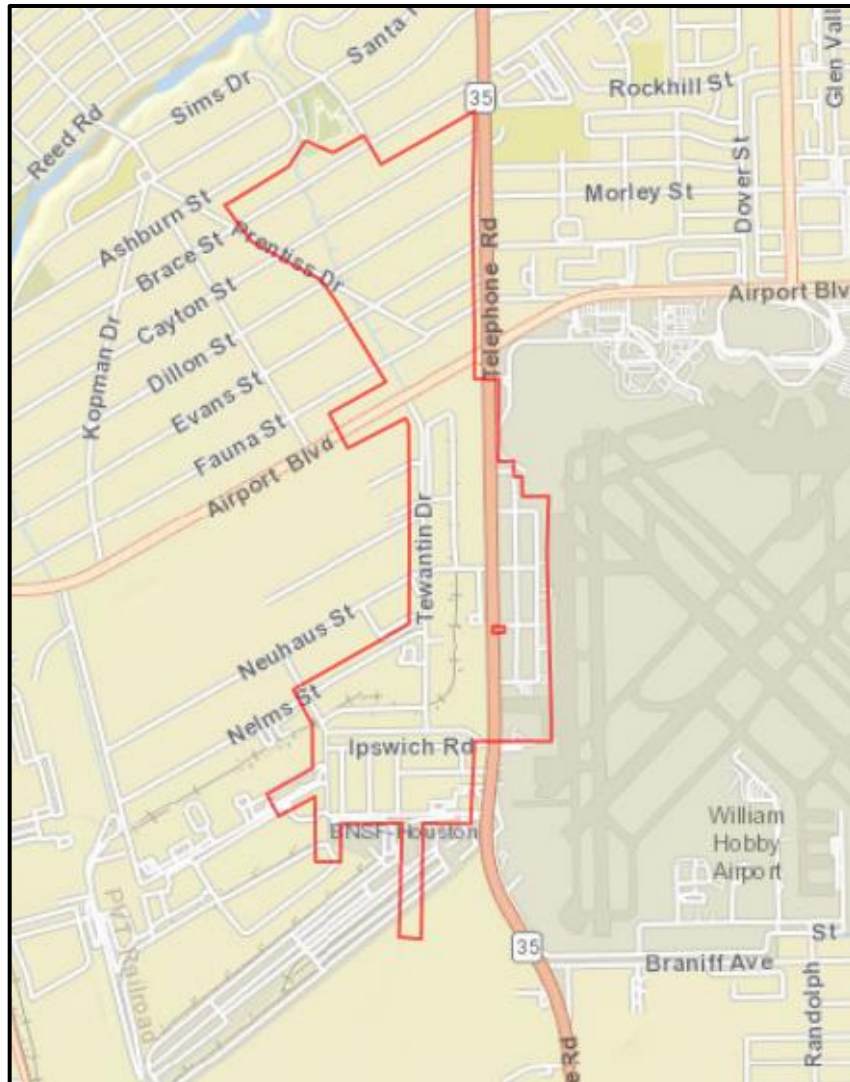 Santa
Glen Vall
Sims Dr
35
Rockhill St
Reed Rd
Dover St
Morley St
Ashburn St
Brace St
Prentiss Dr
Telephone Rd
Airport Blv
Cayton St
Kopman Dr
Dillon St
Evans St
Fauna St
Airport Blvd
Tewantin Dr
Neuhaus St
Nelms St
Ipswich Rd
BNSF-Houston
William
Hobby
Airport
PVT Railroad
35
St
Braniff Ave
Randolph
e Rd